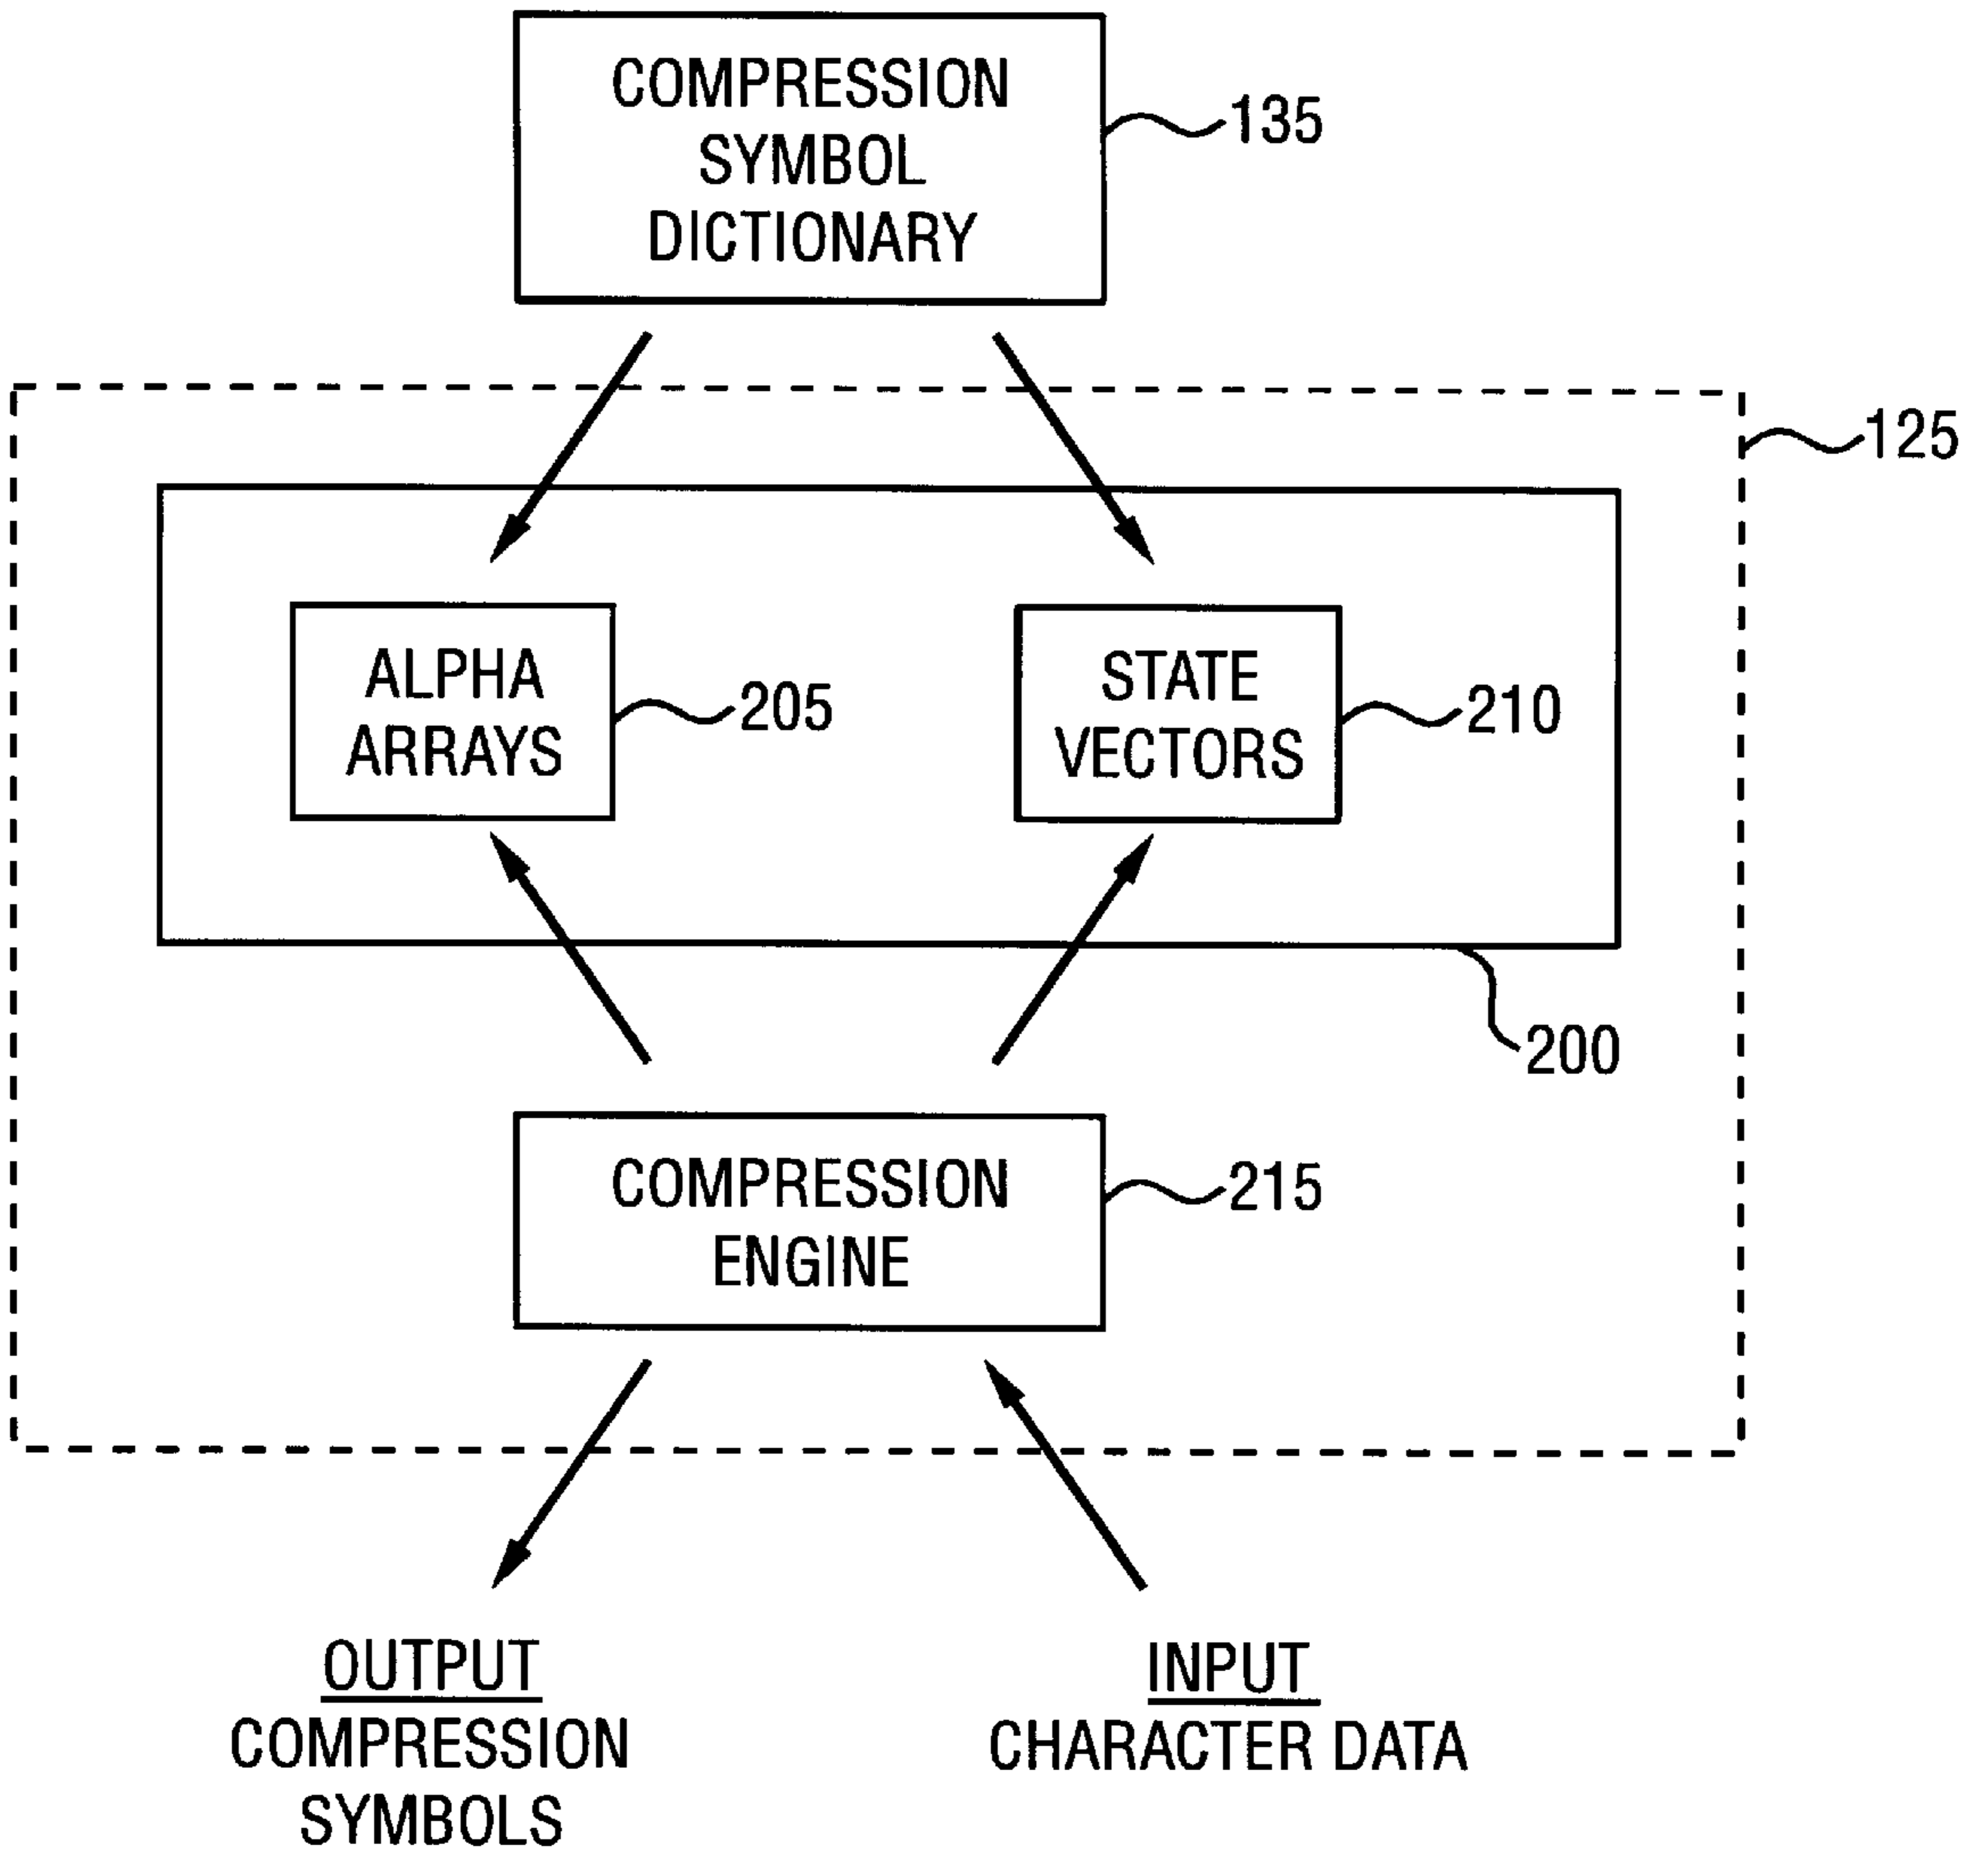 COMPRESSION
SYMBOL
DICTIONARY
135
125
ALPHA
ARRAYS
205
STATE
VECTORS
210
200
COMPRESSION
ENGINE
215
OUTPUT
COMPRESSION
SYMBOLS
INPUT
CHARACTER DATA